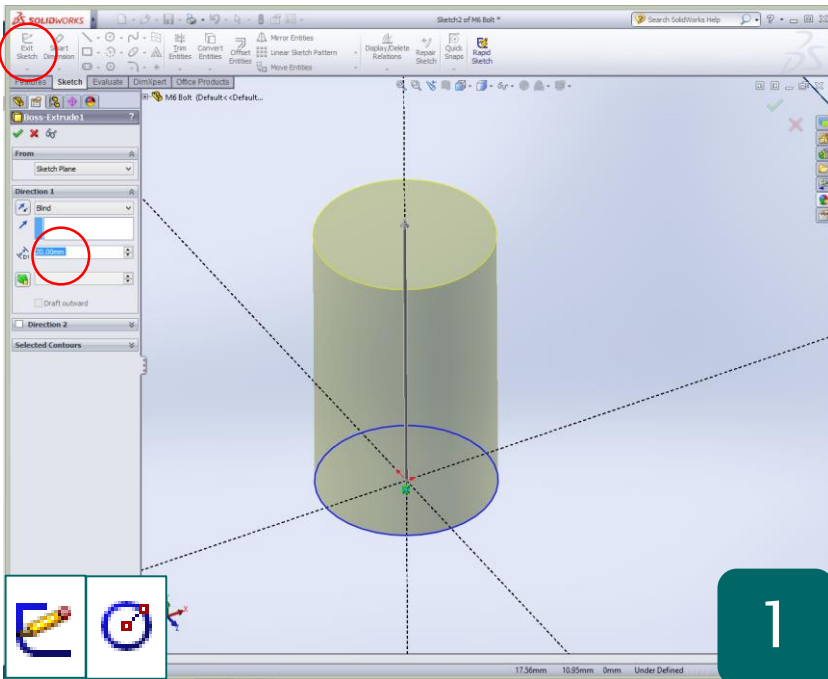 SOLIDWORKS
Sketch2 of M6 Bolt *
Search SolidWorks Help
Exit Sketch
Smart Dimension
Trim Entities
Convert Entities
Offset Entities
Mirror Entities
Linear Sketch Pattern
Move Entities
Display/Delete Relations
Repair Sketch
Quick Snaps
Rapid Sketch
Features
Sketch
Evaluate
DimXpert
Office Products
M6 Bolt (Default<<Default...
Boss-Extrude1
?
From
Sketch Plane
Direction 1
Blind
D1
Draft outward
Direction 2
Selected Contours
17.56mm
10.95mm
0mm
Under Defined
1